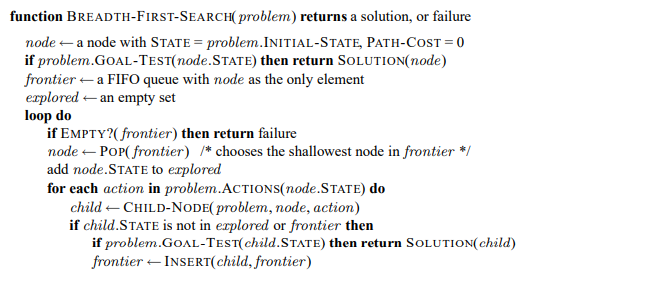 function BREADTH-FIRST-SEARCH(problem) returns a solution, or failure
node ← a node with STATE = problem.INITIAL-STATE, PATH-COST = 0
if problem.GOAL-TEST(node.STATE) then return SOLUTION(node)
frontier ← a FIFO queue with node as the only element
explored ← an empty set
loop do
if EMPTY?(frontier) then return failure
node ← POP(frontier) /* chooses the shallowest node in frontier */
add node.STATE to explored
for each action in problem.ACTIONS(node.STATE) do
child ← CHILD-NODE(problem, node, action)
if child.STATE is not in explored or frontier then
if problem.GOAL-TEST(child.STATE) then return SOLUTION(child)
frontier ← INSERT(child, frontier)